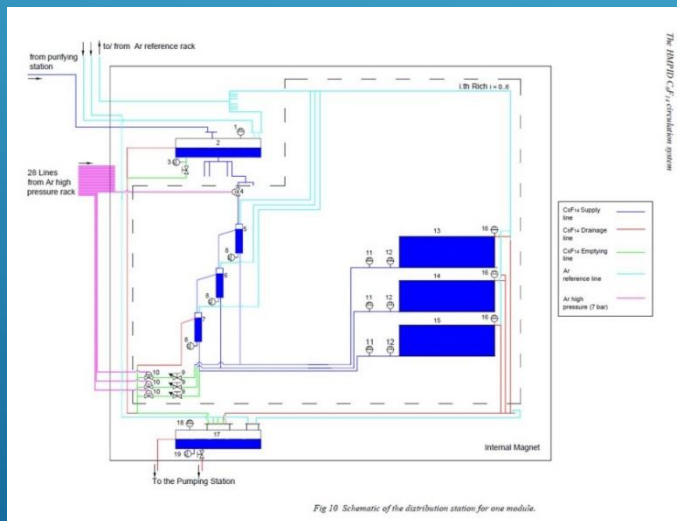 to/ from Ar reference rack
from purifying
station
The HMPID C₆F₁₄ circulation system
i.th Rich i = 0..6
1
2
3
28 Lines
from Ar high
pressure rack
4
5
8
6
8
7
8
13
16
11
12
14
16
11
12
15
16
11
12
C₆F₁₄ Supply
line
C₆F₁₄ Drainage
line
C₆F₁₄ Emptying
line
Ar
reference line
Ar high
pressure (7 bar)
10
9
10
9
10
9
18
17
19
Internal Magnet
To the Pumping Station
Fig 10 Schematic of the distribution station for one module.